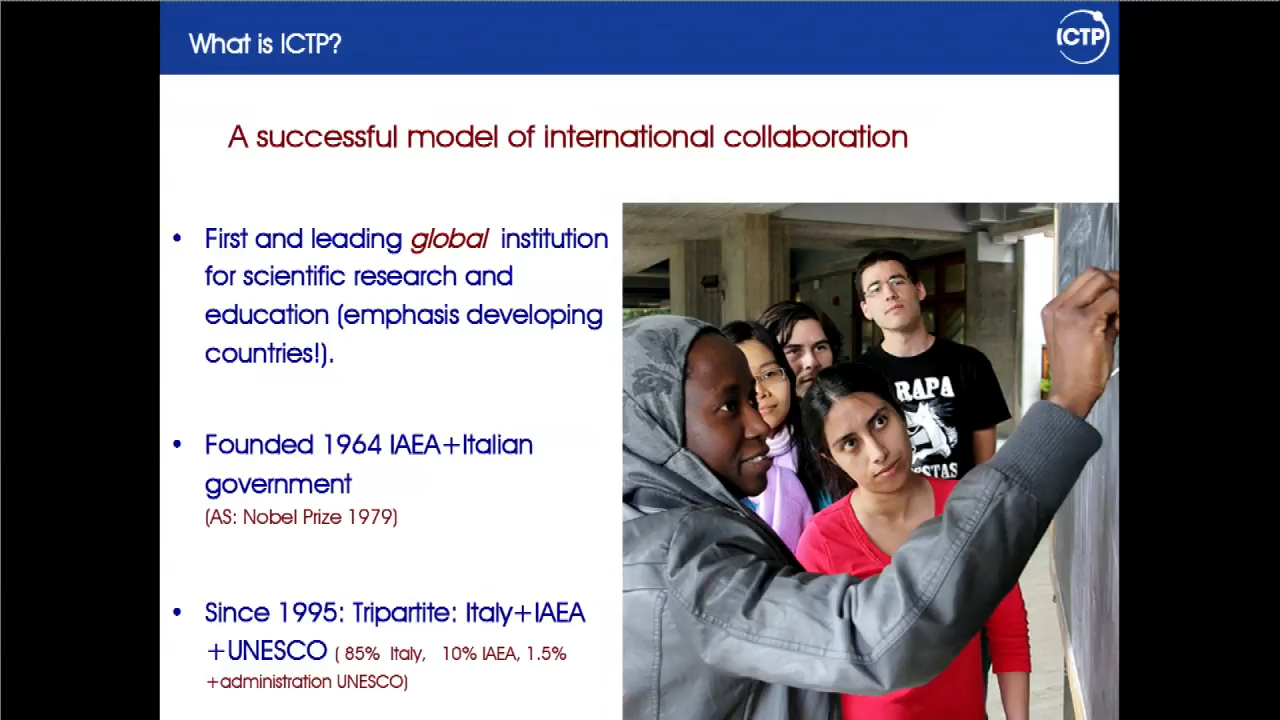 What is ICTP?
ICTP
A successful model of international collaboration
• First and leading global institution
for scientific research and
education (emphasis developing
countries!).
• Founded 1964 IAEA+Italian
government
(AS: Nobel Prize 1979)
• Since 1995: Tripartite: Italy+IAEA
+UNESCO ( 85% Italy, 10% IAEA, 1.5%
+administration UNESCO)
RAPA